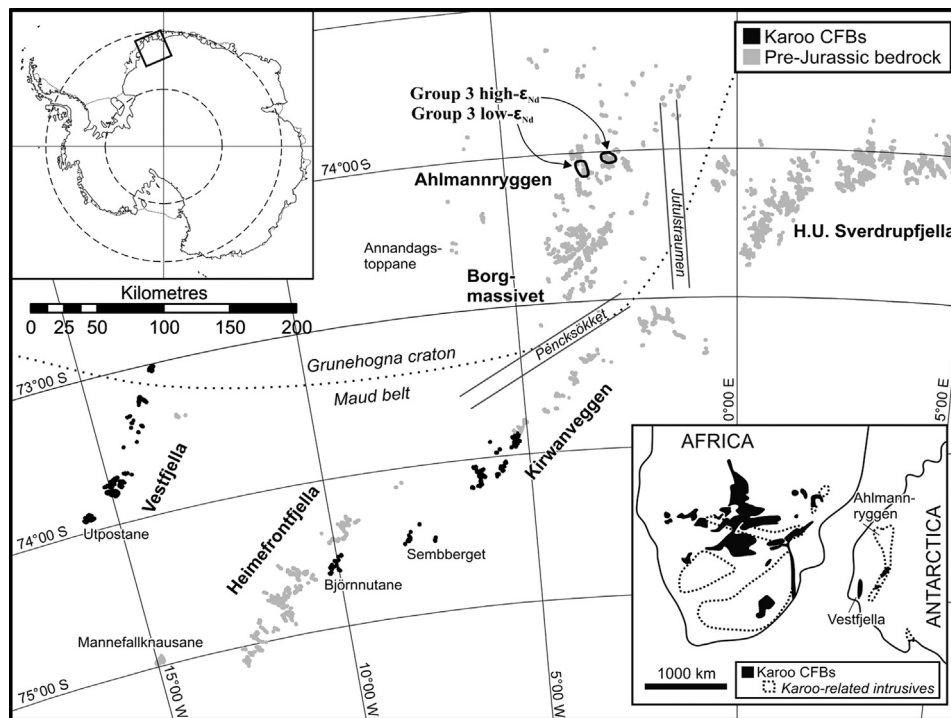 Karoo CFBs
Pre-Jurassic bedrock
Group 3 high-εNd
Group 3 low-εNd
74°00 S
Ahlmannryggen
Jutulstraumen
H.U. Sverdrupfjella
Annandags-
toppane
Borg-
massivet
Kilometres
0 25 50 100 150 200
Pencksökket
Grunehogna craton
Maud belt
73°00 S
0°00 E
5°00 E
Kirwanveggen
Vestfjella
Utpostane
74°00 S
Heimefrontfjella
Sembberget
Björnnutane
Mannefallknausane
75°00 S
15°00 W
10°00 W
5°00 W
AFRICA
Ahlmann-
ryggen
ANTARCTICA
Vestfjella
1000 km
Karoo CFBs
Karoo-related intrusives